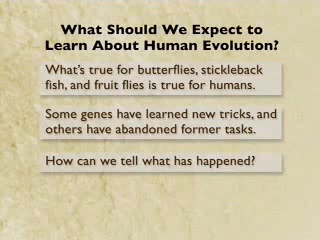 What Should We Expect to
Learn About Human Evolution?
What's true for butterflies, stickleback
fish, and fruit flies is true for humans.
Some genes have learned new tricks, and
others have abandoned former tasks.
How can we tell what has happened?